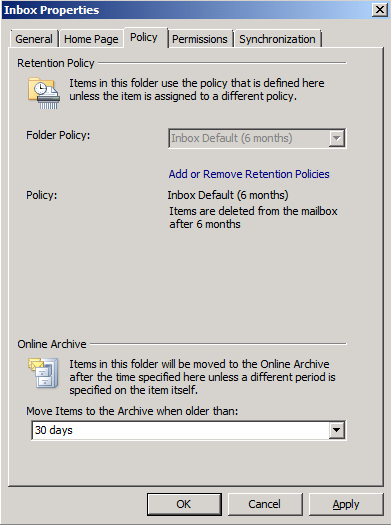 Inbox Properties
General
Home Page
Policy
Permissions
Synchronization
Retention Policy
Items in this folder use the policy that is defined here
unless the item is assigned to a different policy.
Folder Policy:
Inbox Default (6 months)
Add or Remove Retention Policies
Policy:
Inbox Default (6 months)
Items are deleted from the mailbox
after 6 months
Online Archive
Items in this folder will be moved to the Online Archive
after the time specified here unless a different period is
specified on the item itself.
Move Items to the Archive when older than:
30 days
OK
Cancel
Apply